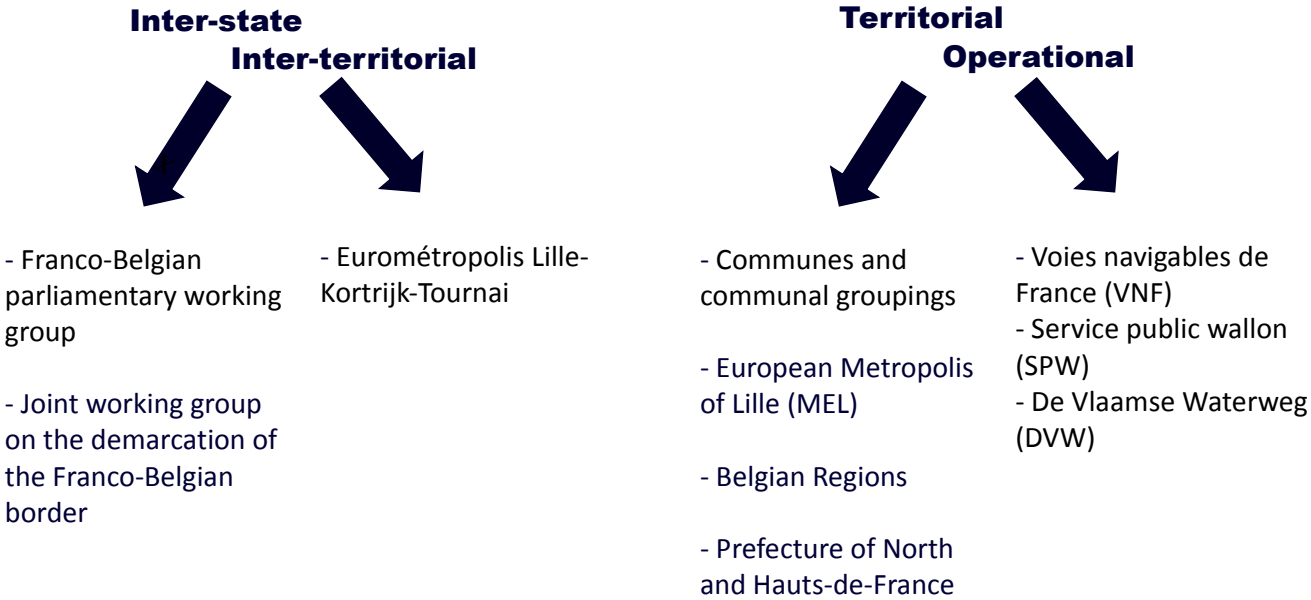 Inter-state
Inter-territorial
- Franco-Belgian
parliamentary working
group
- Joint working group
on the demarcation of
the Franco-Belgian
border
- Eurométropolis Lille-
Kortrijk-Tournai
Territorial
Operational
- Communes and
communal groupings
- European Metropolis
of Lille (MEL)
- Belgian Regions
- Prefecture of North
and Hauts-de-France
- Voies navigables de
France (VNF)
- Service public wallon
(SPW)
- De Vlaamse Waterweg
(DVW)